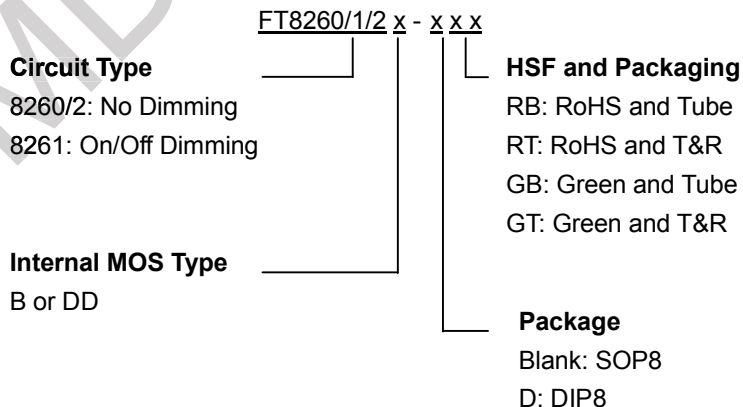 FT8260/1/2 x - x x x
Circuit Type
8260/2: No Dimming
8261: On/Off Dimming
Internal MOS Type
B or DD
HSF and Packaging
RB: RoHS and Tube
RT: RoHS and T&R
GB: Green and Tube
GT: Green and T&R
Package
Blank: SOP8
D: DIP8